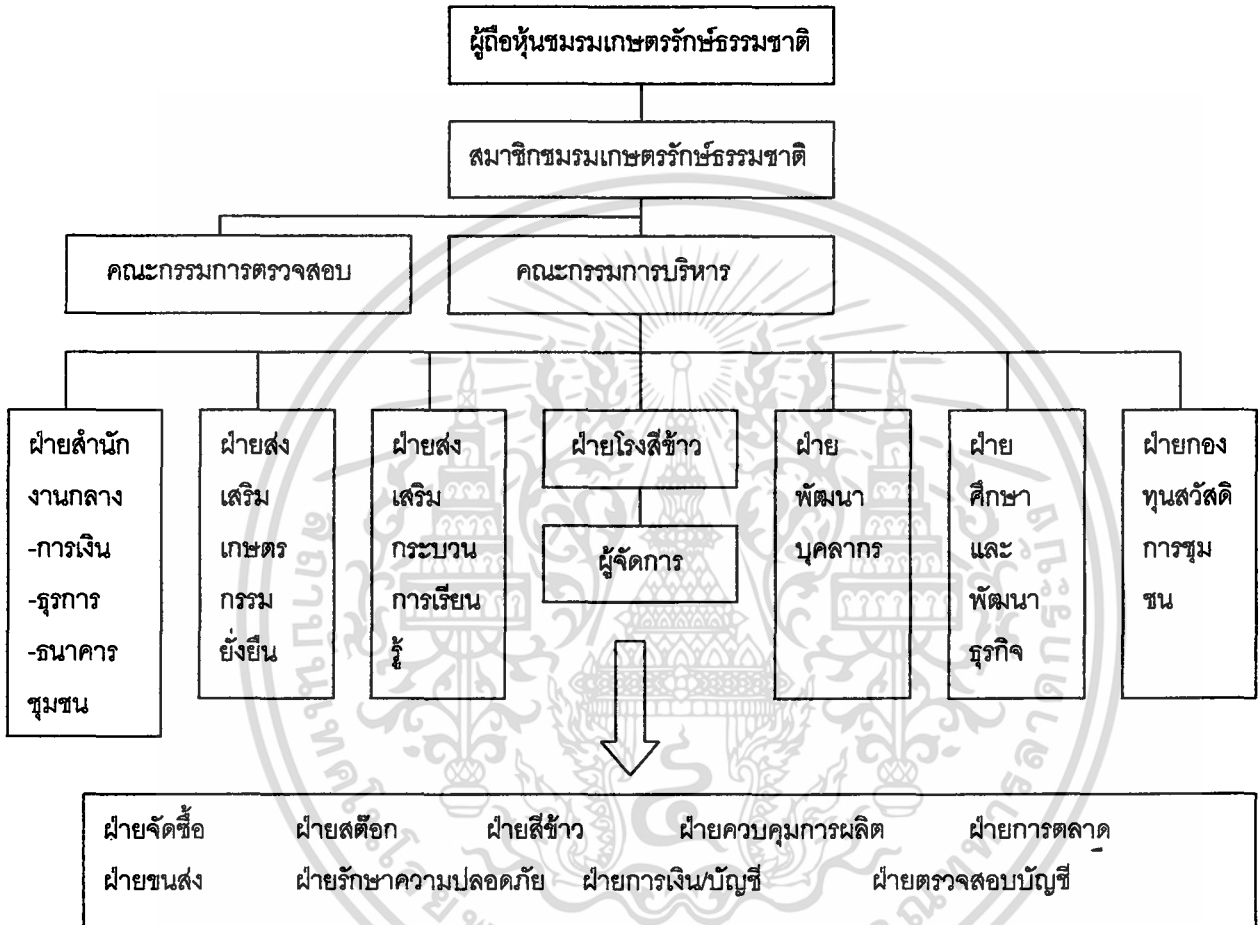 ผู้ถือหุ้นชมรมเกษตรรักษ์ธรรมชาติ
สมาชิกชมรมเกษตรรักษ์ธรรมชาติ
คณะกรรมการตรวจสอบ
คณะกรรมการบริหาร
ฝ่ายสำนัก
งานกลาง
-การเงิน
-ธุรการ
-ธนาคาร
ชุมชน
ฝ่ายส่ง
เสริม
เกษตร
กรรม
ยั่งยืน
ฝ่ายส่ง
เสริม
กระบวน
การเรียน
รู้
ฝ่ายโรงสีข้าว
ผู้จัดการ
ฝ่าย
พัฒนา
บุคลากร
ฝ่าย
ศึกษา
และ
พัฒนา
ธุรกิจ
ฝ่ายกอง
ทุนสวัสดิ
การชุม
ชน
ฝ่ายจัดซื้อ ฝ่ายสต๊อก ฝ่ายสีข้าว ฝ่ายควบคุมการผลิต ฝ่ายการตลาด
ฝ่ายขนส่ง ฝ่ายรักษาความปลอดภัย ฝ่ายการเงิน/บัญชี ฝ่ายตรวจสอบบัญชี